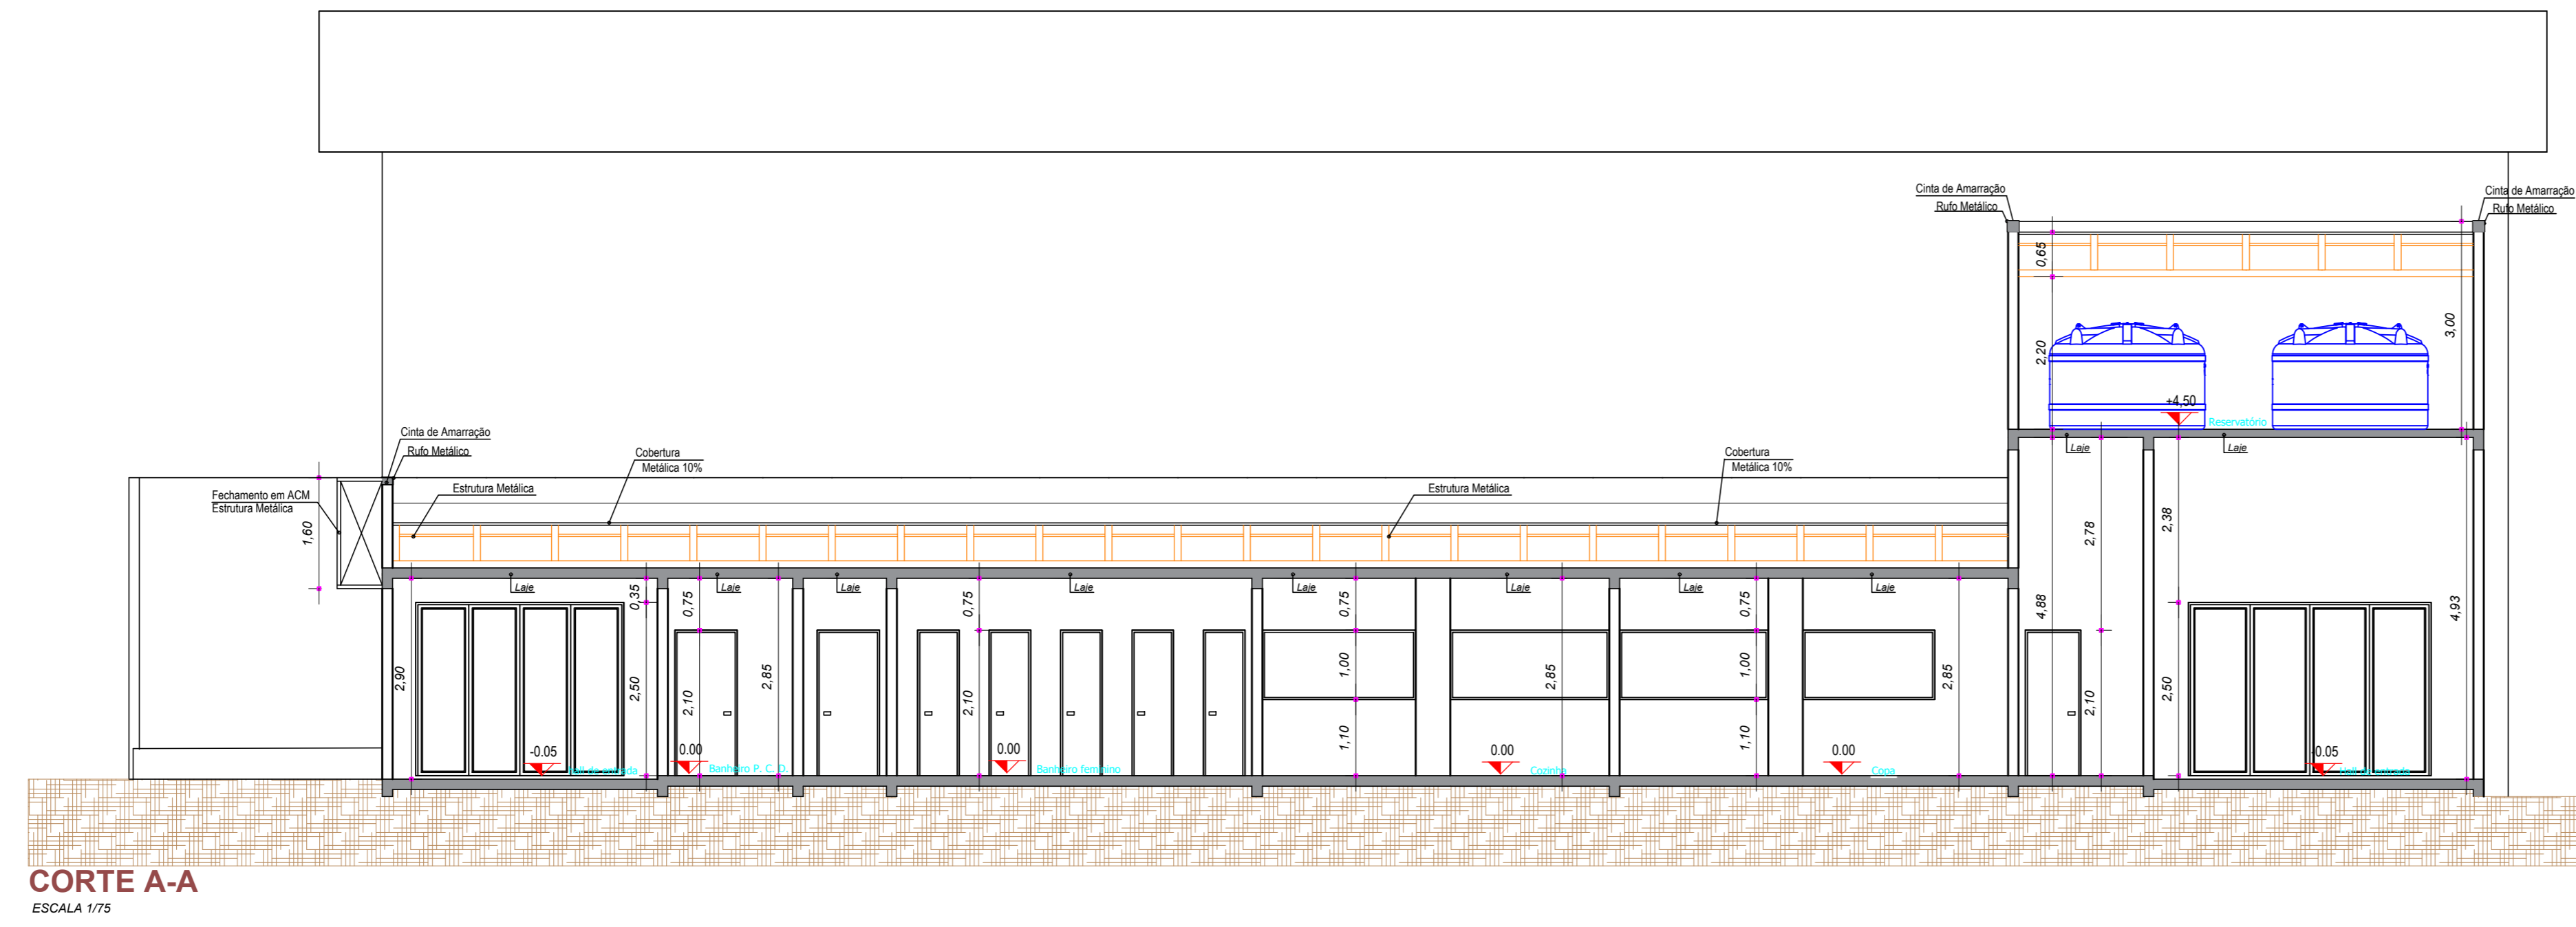 Cinta de Amarração
Rufo Metálico
Cinta de Amarração
Rufo Metálico
0,65
3,00
2,20
+4,50
Reservatório
Cinta de Amarração
Rufo Metálico
Cobertura
Metálica 10%
Cobertura
Metálica 10%
Laje
Laje
Fechamento em ACM
Estrutura Metálica
Estrutura Metálica
Estrutura Metálica
1,60
2,78
2,38
Laje
Laje
Laje
Laje
Laje
Laje
Laje
Laje
0,35
0,75
0,75
0,75
0,75
4,88
4,93
2,90
2,50
2,10
2,85
2,10
1,00
2,85
1,00
2,85
2,10
2,50
1,10
1,10
-0.05
Hall de entrada
0.00
Banheiro P. C. D.
0.00
Banheiro feminino
0.00
Cozinha
0.00
Copa
-0.05
Hall de entrada
CORTE A-A
ESCALA 1/75